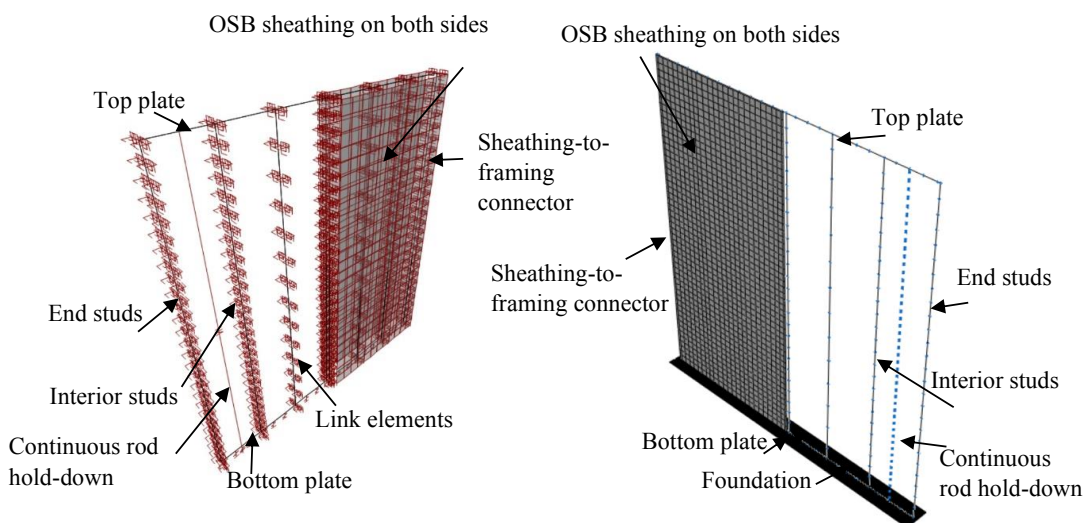 OSB sheathing on both sides
Top plate
Sheathing-to-
framing
connector
End studs
Interior studs
Link elements
Continuous rod
hold-down
Bottom plate
OSB sheathing on both sides
Top plate
Sheathing-to-
framing connector
End studs
Interior studs
Bottom plate
Foundation
Continuous
rod hold-down